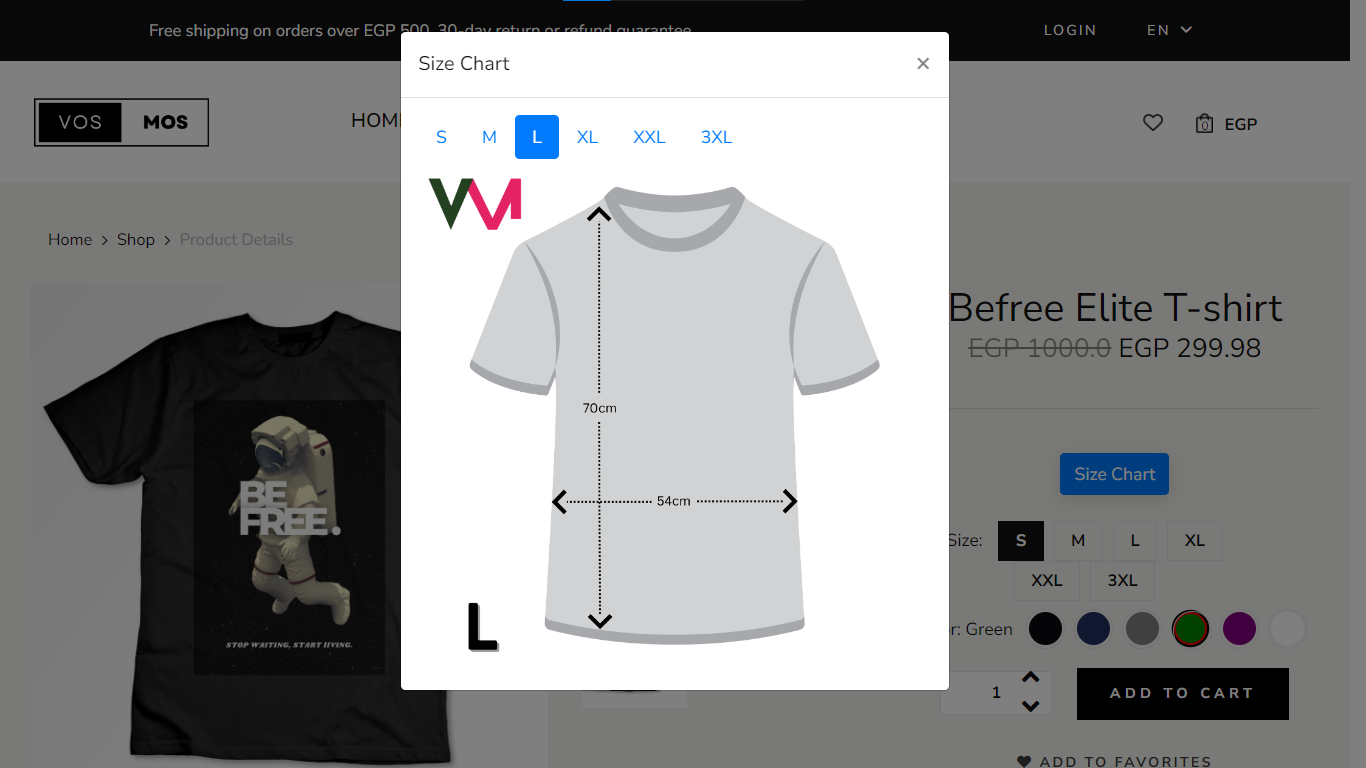 Free shipping on orders over EGP 500, 30-day return or refund guarantee
LOGIN
EN
Size Chart
×
VOS MOS
HOME
0
EGP
S M L XL XXL 3XL
VM
Home > Shop > Product Details
70cm
54cm
L
BE
FREE.
STOP WAITING, START LIVING.
Befree Elite T-shirt
EGP 1000.0 EGP 299.98
Size Chart
Size: S M L XL
XXL 3XL
r: Green
1
ADD TO CART
ADD TO FAVORITES